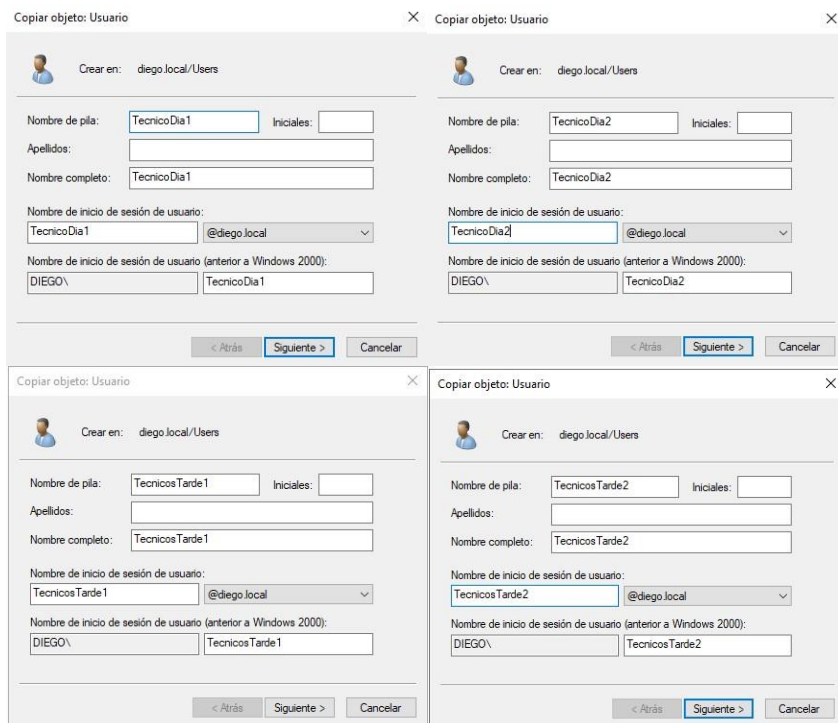 Copiar objeto: Usuario
Crear en: diego.local/Users
Nombre de pila: TecnicoDia1 Iniciales:
Apellidos:
Nombre completo: TecnicoDia1
Nombre de inicio de sesión de usuario:
TecnicoDia1 @diego.local
Nombre de inicio de sesión de usuario (anterior a Windows 2000):
DIEGO\ TecnicoDia1
< Atrás Siguiente > Cancelar
Copiar objeto: Usuario
Crear en: diego.local/Users
Nombre de pila: TecnicoDia2 Iniciales:
Apellidos:
Nombre completo: TecnicoDia2
Nombre de inicio de sesión de usuario:
TecnicoDia2 @diego.local
Nombre de inicio de sesión de usuario (anterior a Windows 2000):
DIEGO\ TecnicoDia2
< Atrás Siguiente > Cancelar
Copiar objeto: Usuario
Crear en: diego.local/Users
Nombre de pila: TecnicosTarde1 Iniciales:
Apellidos:
Nombre completo: TecnicosTarde1
Nombre de inicio de sesión de usuario:
TecnicosTarde1 @diego.local
Nombre de inicio de sesión de usuario (anterior a Windows 2000):
DIEGO\ TecnicosTarde1
< Atrás Siguiente > Cancelar
Copiar objeto: Usuario
Crear en: diego.local/Users
Nombre de pila: TecnicosTarde2 Iniciales:
Apellidos:
Nombre completo: TecnicosTarde2
Nombre de inicio de sesión de usuario:
TecnicosTarde2 @diego.local
Nombre de inicio de sesión de usuario (anterior a Windows 2000):
DIEGO\ TecnicosTarde2
< Atrás Siguiente > Cancelar